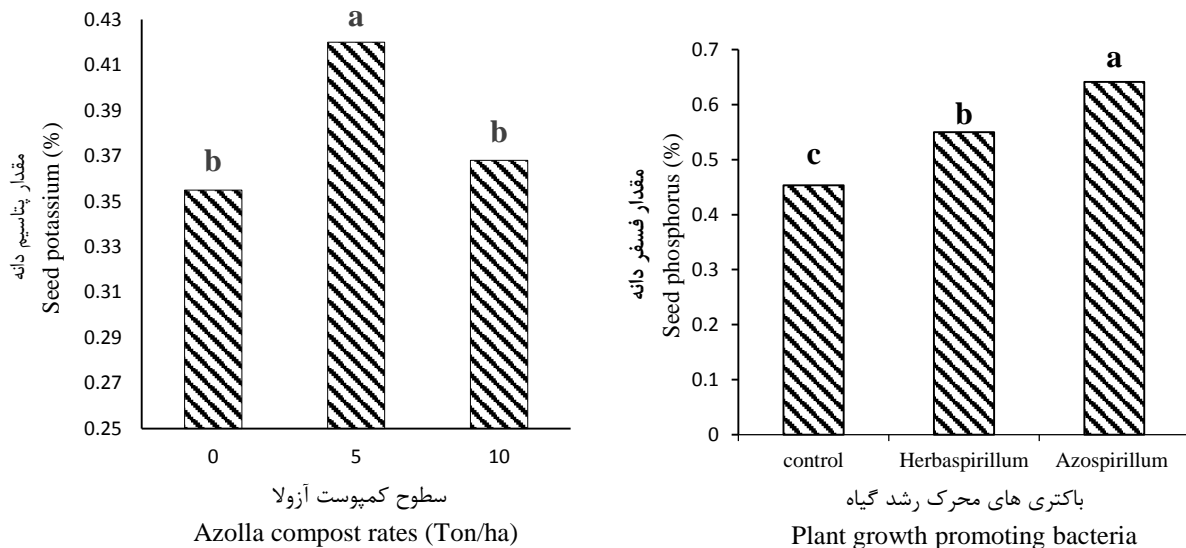 مقدار پتاسیم دانه
Seed potassium (%)
0.43
0.41
0.39
0.37
0.35
0.33
0.31
0.29
0.27
0.25
b
a
b
0
5
10
سطوح کمپوست آزولا
Azolla compost rates (Ton/ha)
مقدار فسفر دانه
Seed phosphorus (%)
0.7
0.6
0.5
0.4
0.3
0.2
0.1
0
c
b
a
control
Herbaspirillum
Azospirillum
باکتری های محرک رشد گیاه
Plant growth promoting bacteria